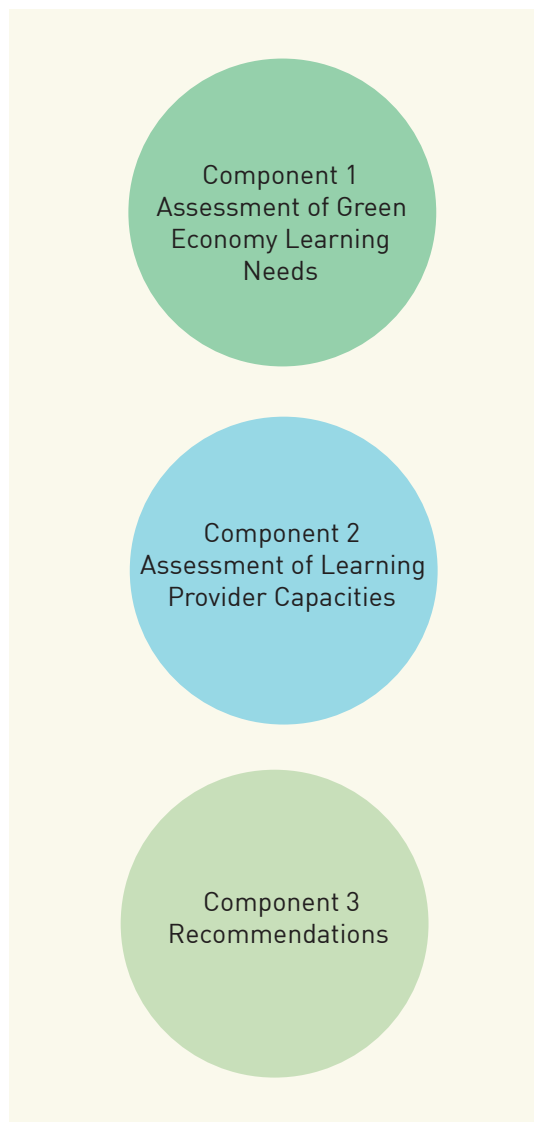 Component 1
Assessment of Green
Economy Learning
Needs
Component 2
Assessment of Learning
Provider Capacities
Component 3
Recommendations